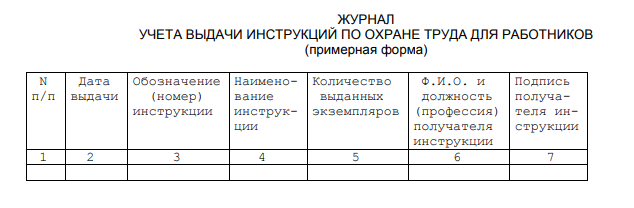 ЖУРНАЛ
УЧЕТА ВЫДАЧИ ИНСТРУКЦИЙ ПО ОХРАНЕ ТРУДА ДЛЯ РАБОТНИКОВ
(примерная форма)
N п/п
Дата выдачи
Обозначение (номер) инструкции
Наимено- вание инструк- ции
Количество выданных экземпляров
Ф.И.О. и должность (профессия) получателя инструкции
Подпись получа- теля ин- струкции
1 2 3 4 5 6 7